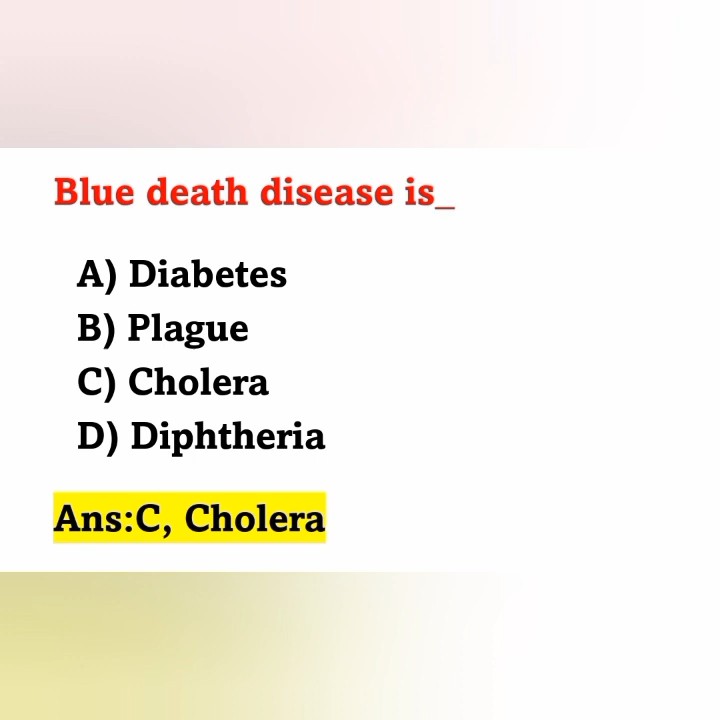 Blue death disease is_
A) Diabetes
B) Plague
C) Cholera
D) Diphtheria
Ans:C, Cholera